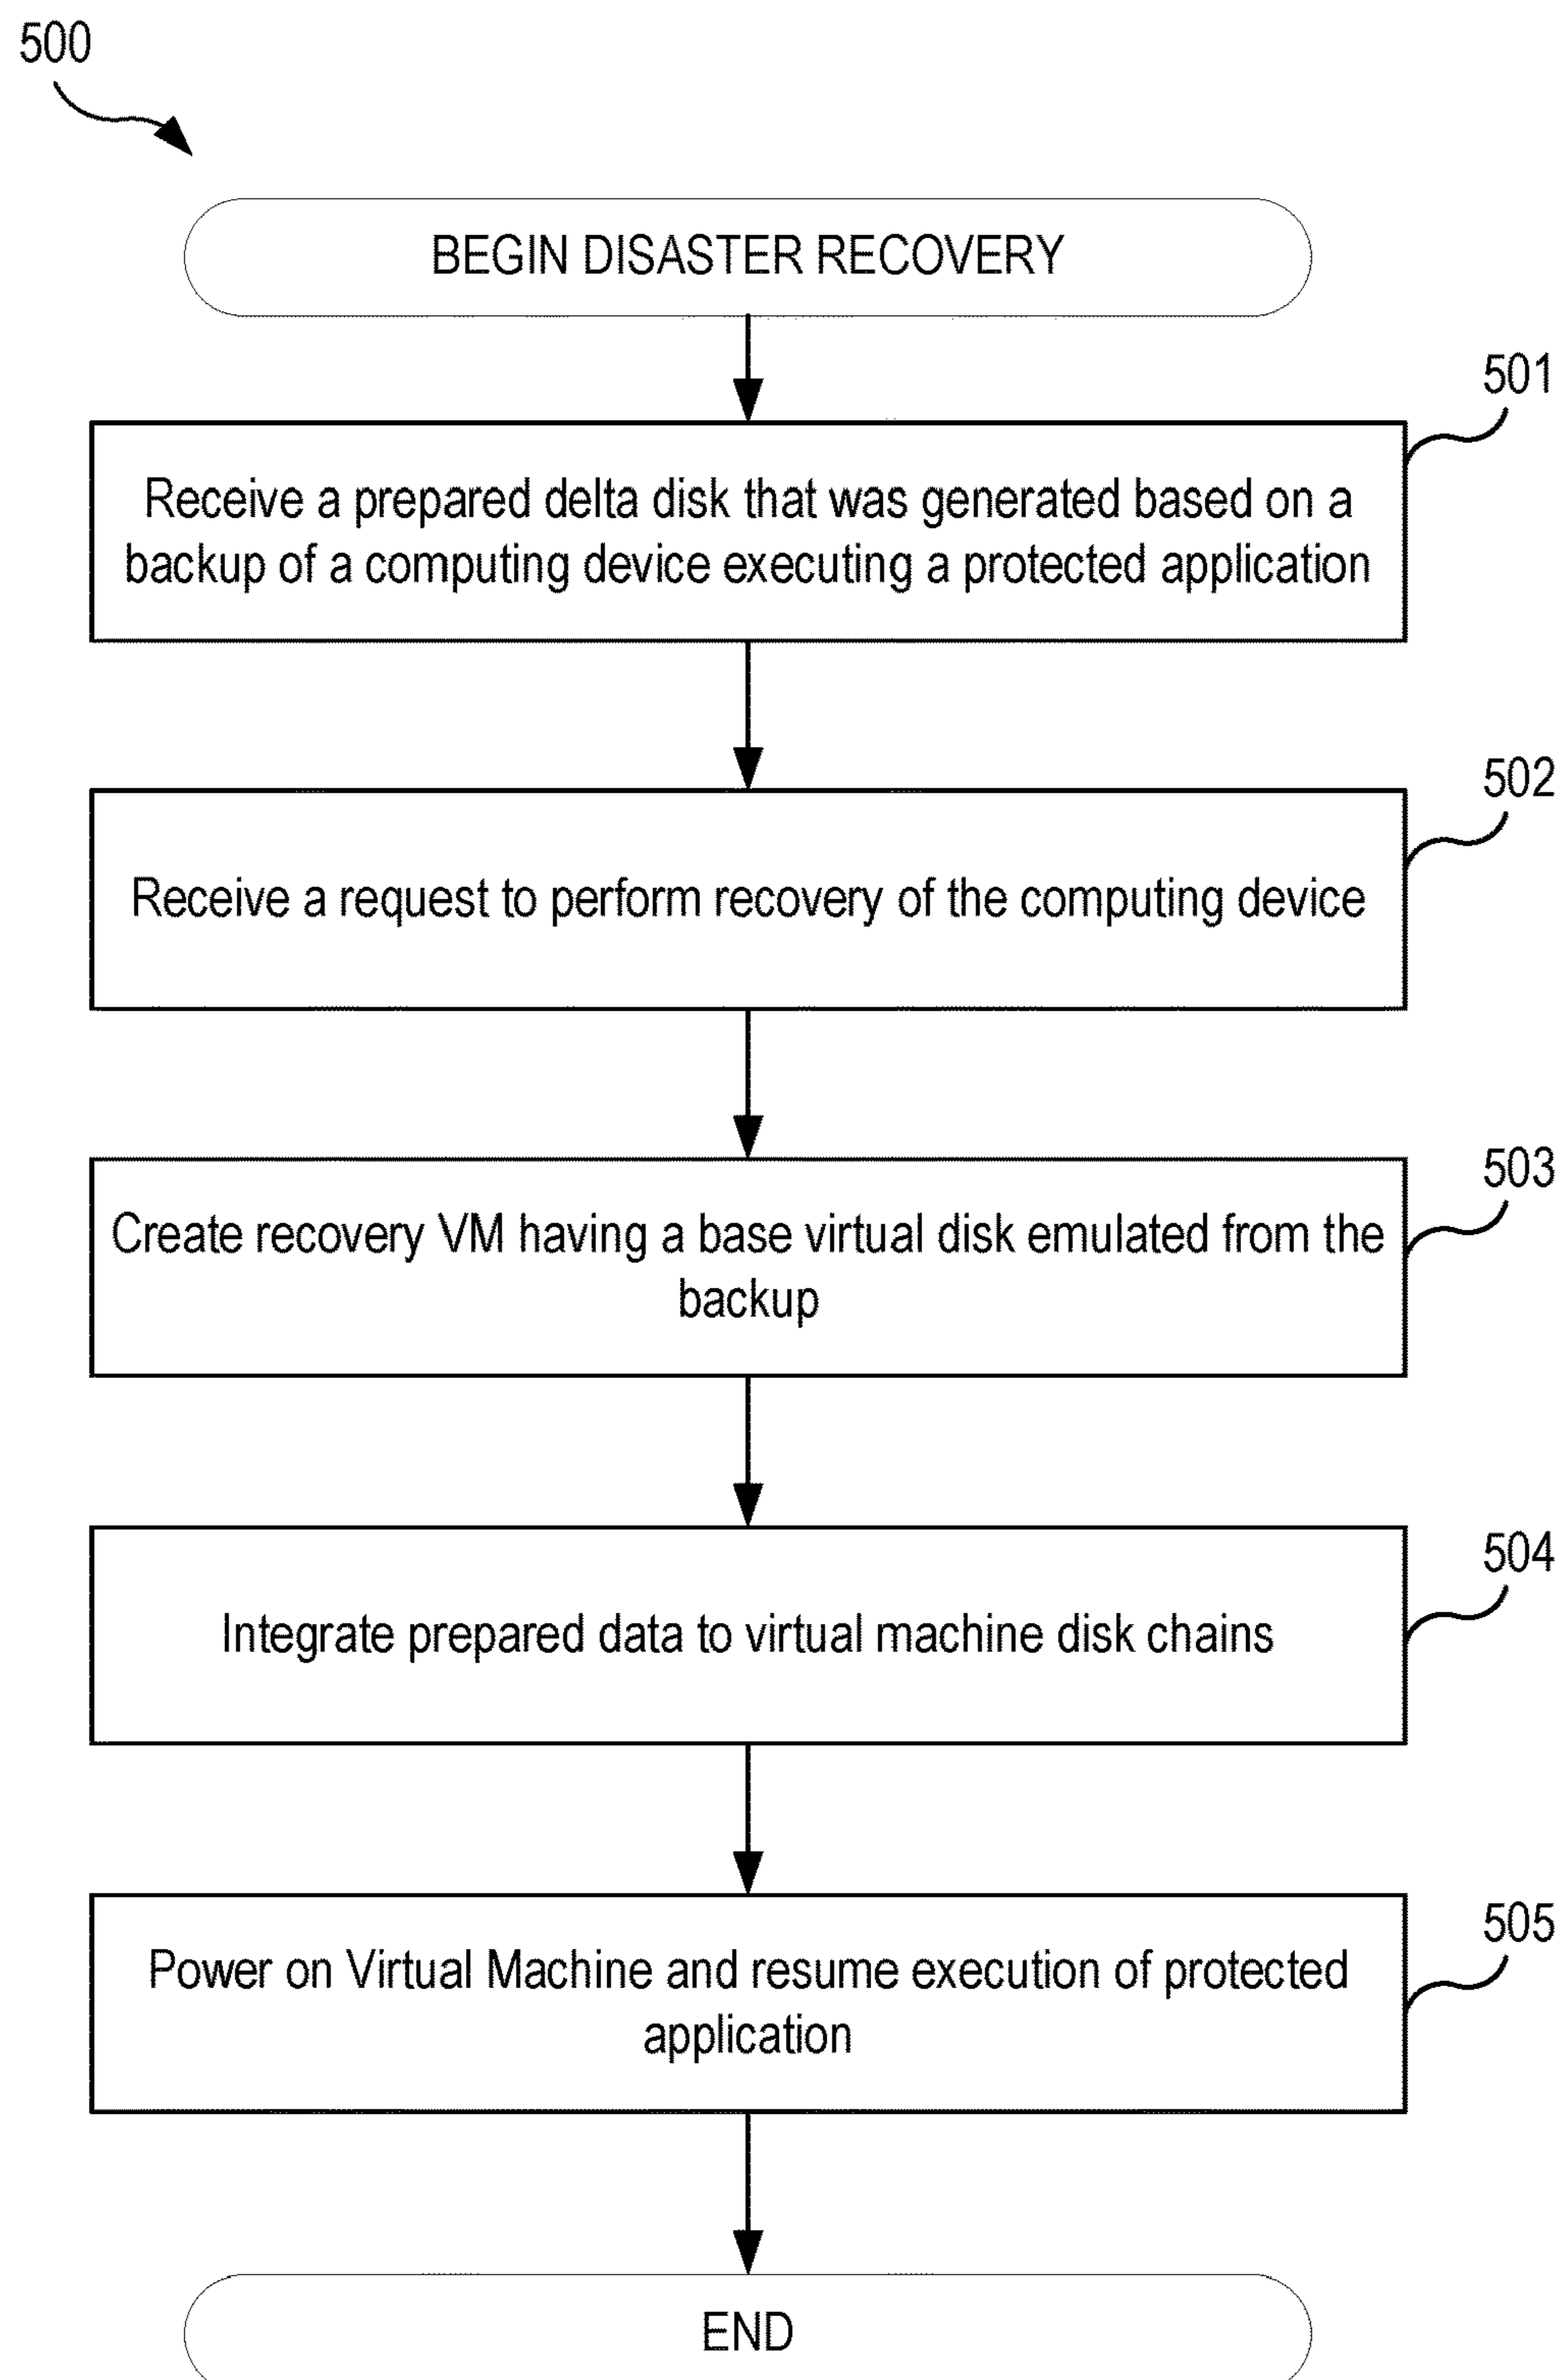 500
BEGIN DISASTER RECOVERY
501
Receive a prepared delta disk that was generated based on a
backup of a computing device executing a protected application
502
Receive a request to perform recovery of the computing device
503
Create recovery VM having a base virtual disk emulated from the
backup
504
Integrate prepared data to virtual machine disk chains
505
Power on Virtual Machine and resume execution of protected
application
END